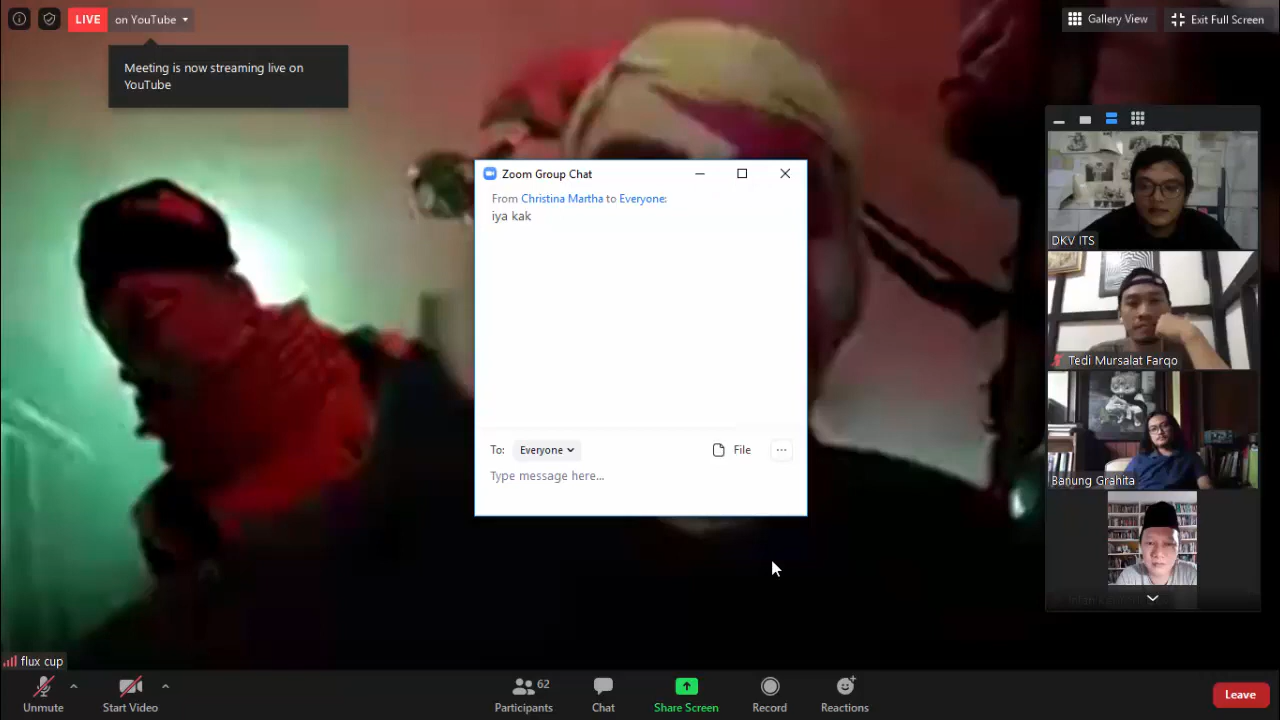 LIVE on YouTube
Gallery View
Exit Full Screen
Meeting is now streaming live on
YouTube
Zoom Group Chat
From Christina Martha to Everyone:
iya kak
To: Everyone
File
Type message here...
DKV ITS
Tedi Mursalat Farqo
Banung Grahita
flux cup
Unmute
Start Video
62
Participants
Chat
Share Screen
Record
Reactions
Leave